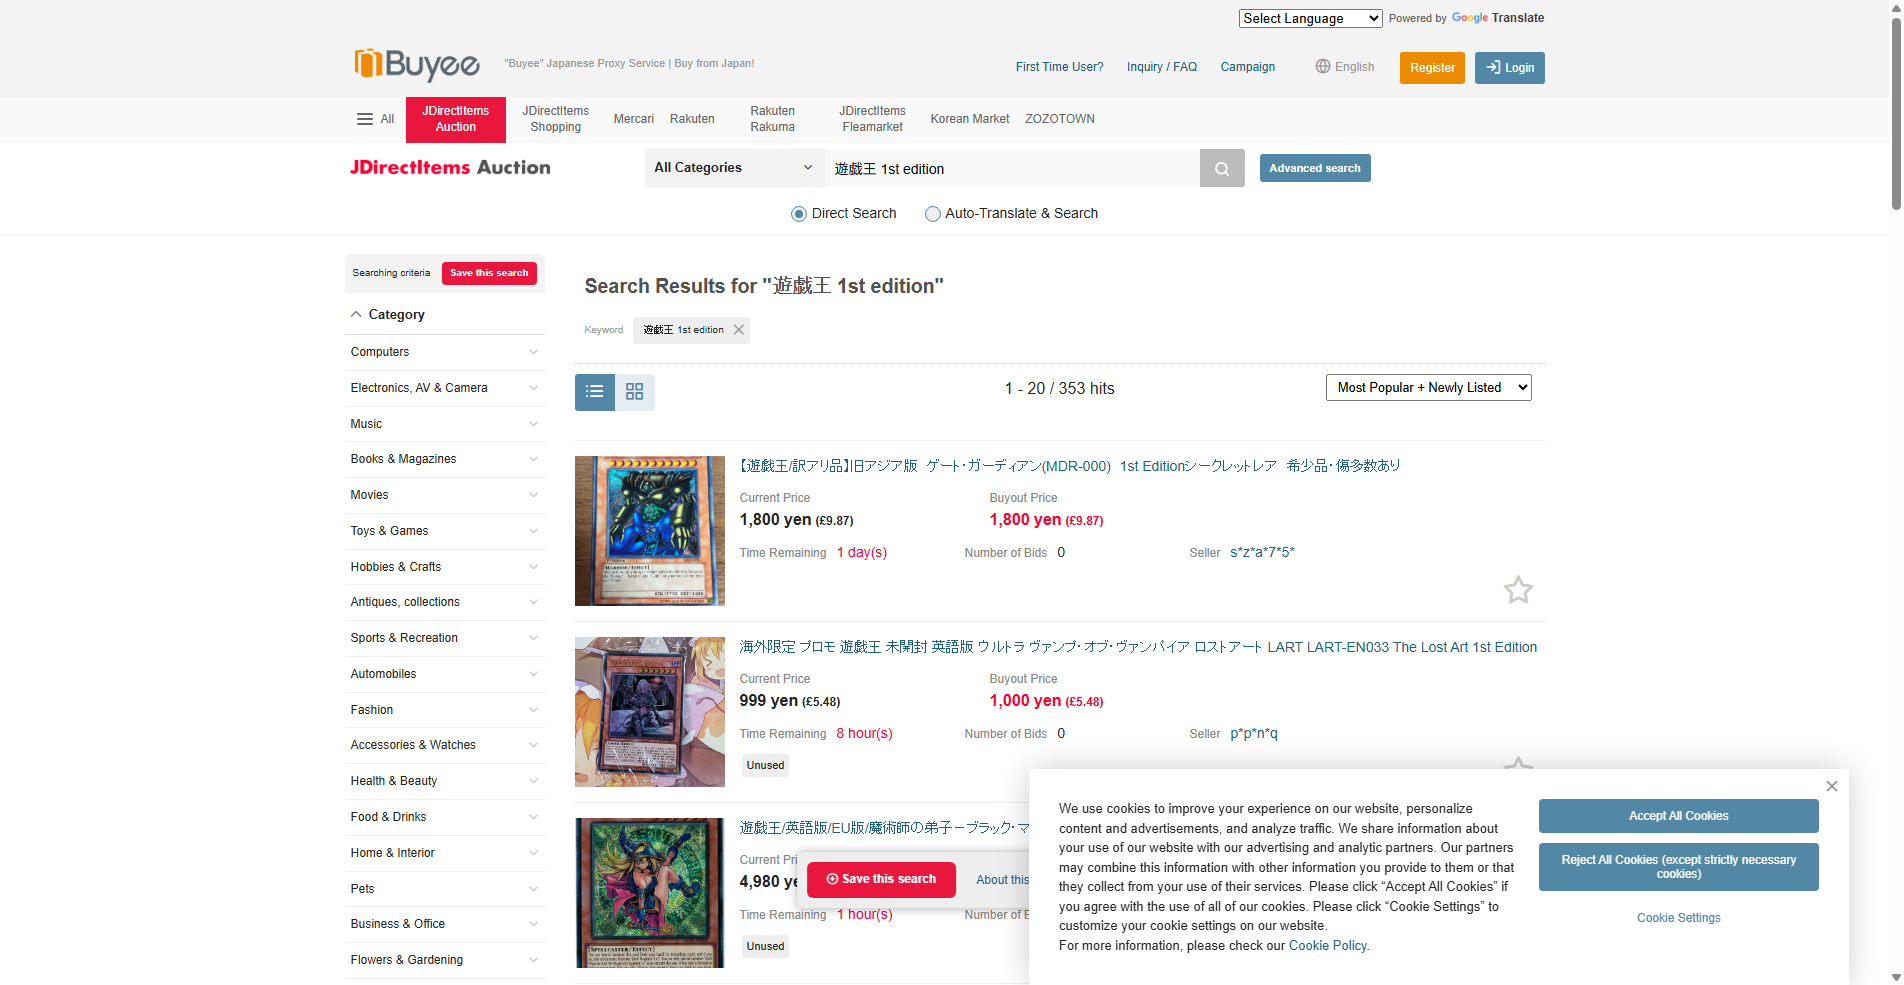 Select Language
Powered by Google Translate
Buyee
"Buyee" Japanese Proxy Service | Buy from Japan!
First Time User?
Inquiry / FAQ
Campaign
English
Register
Login
All
JDirectItems Auction
JDirectItems Shopping
Mercari
Rakuten
Rakuten Rakuma
JDirectItems Fleamarket
Korean Market
ZOZOTOWN
JDirectItems Auction
All Categories
遊戯王 1st edition
Advanced search
Direct Search
Auto-Translate & Search
Searching criteria
Save this search
Category
Computers
Electronics, AV & Camera
Music
Books & Magazines
Movies
Toys & Games
Hobbies & Crafts
Antiques, collections
Sports & Recreation
Automobiles
Fashion
Accessories & Watches
Health & Beauty
Food & Drinks
Home & Interior
Pets
Business & Office
Flowers & Gardening
Search Results for "遊戯王 1st edition"
Keyword
遊戯王 1st edition
1 - 20 / 353 hits
Most Popular + Newly Listed
【遊戯王/訳アリ品】旧アジア版 ゲート・ガーディアン(MDR-000) 1st Editionシークレットレア 希少品・傷多数あり
Current Price
Buyout Price
1,800 yen (£9.87)
1,800 yen (£9.87)
Time Remaining 1 day(s)
Number of Bids 0
Seller s*z*a*7*5*
海外限定 プロモ 遊戯王 未開封 英語版 ウルトラ ヴァンプ・オブ・ヴァンパイア ロストアート LART LART-EN033 The Lost Art 1st Edition
Current Price
Buyout Price
999 yen (£5.48)
1,000 yen (£5.48)
Time Remaining 8 hour(s)
Number of Bids 0
Seller p*p*n*q
Unused
遊戯王/英語版/EU版/魔術師の弟子－ブラック・マ
Current Pri
4,980 ye
Time Remaining 1 hour(s)
Number of B
Unused
Save this search
About this
We use cookies to improve your experience on our website, personalize
content and advertisements, and analyze traffic. We share information about
your use of our website with our advertising and analytic partners. Our partners
may combine this information with other information you provide to them or that
they collect from your use of their services. Please click “Accept All Cookies” if
you agree with the use of all of our cookies. Please click “Cookie Settings” to
customize your cookie settings on our website.
For more information, please check our Cookie Policy.
Accept All Cookies
Reject All Cookies (except strictly necessary
cookies)
Cookie Settings